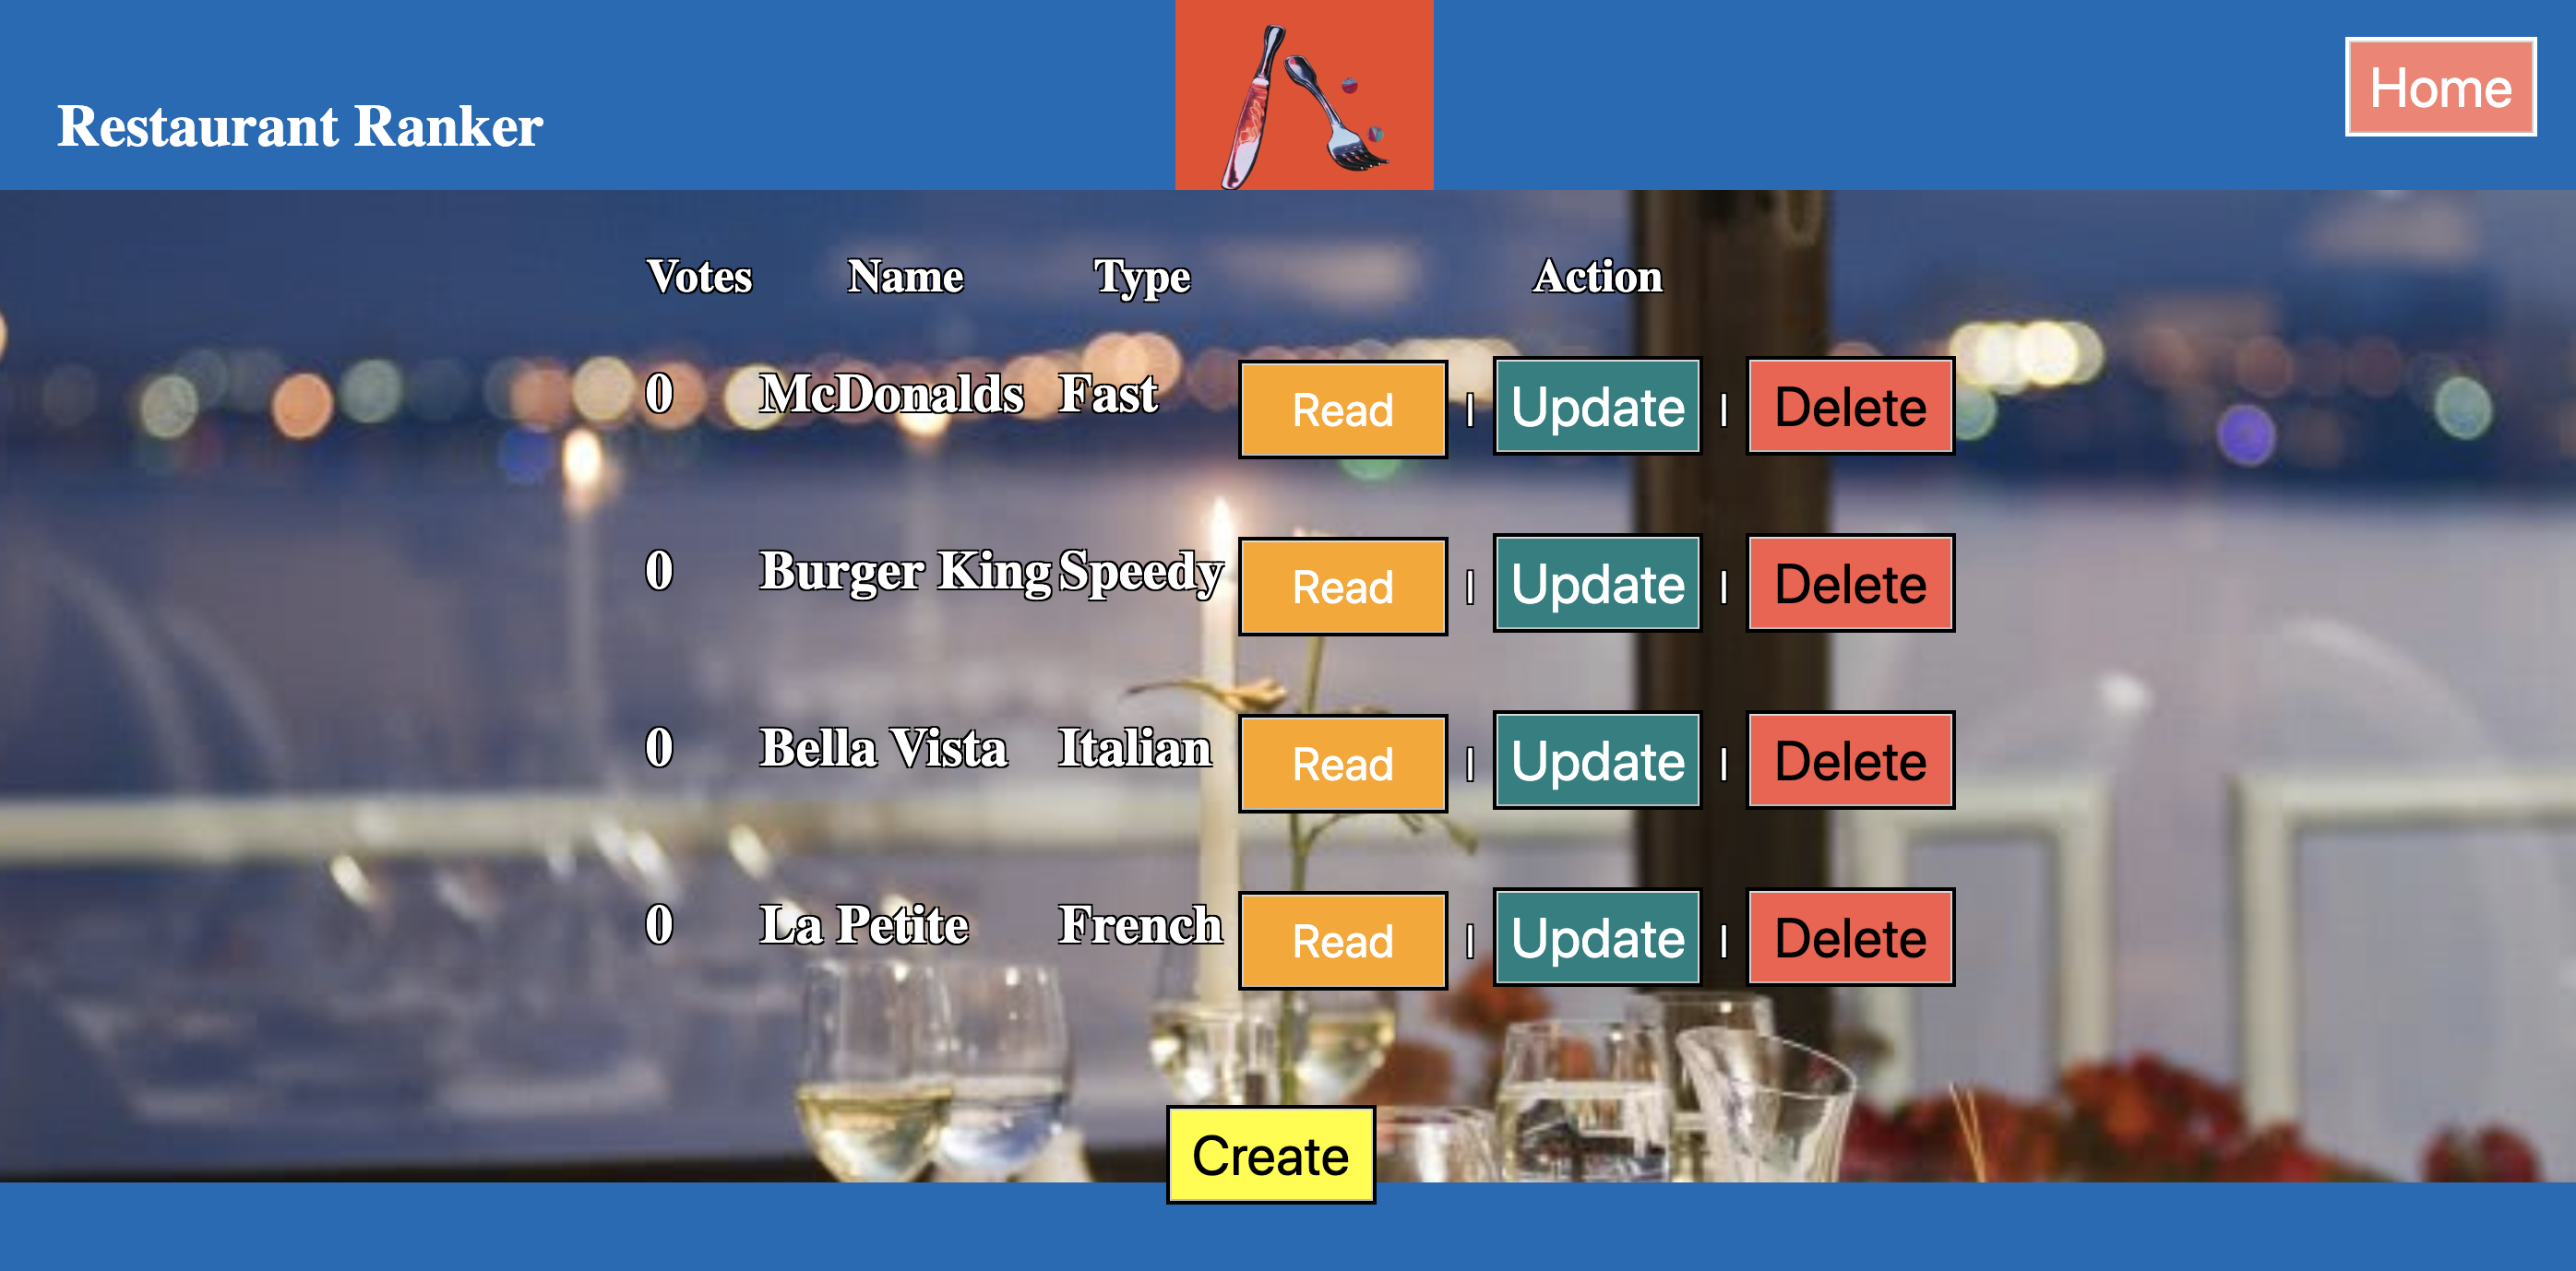 Restaurant Ranker
Home
Votes Name Type Action
0 McDonalds Fast Read | Update | Delete
0 Burger King Speedy Read | Update | Delete
0 Bella Vista Italian Read | Update | Delete
0 La Petite French Read | Update | Delete
Create